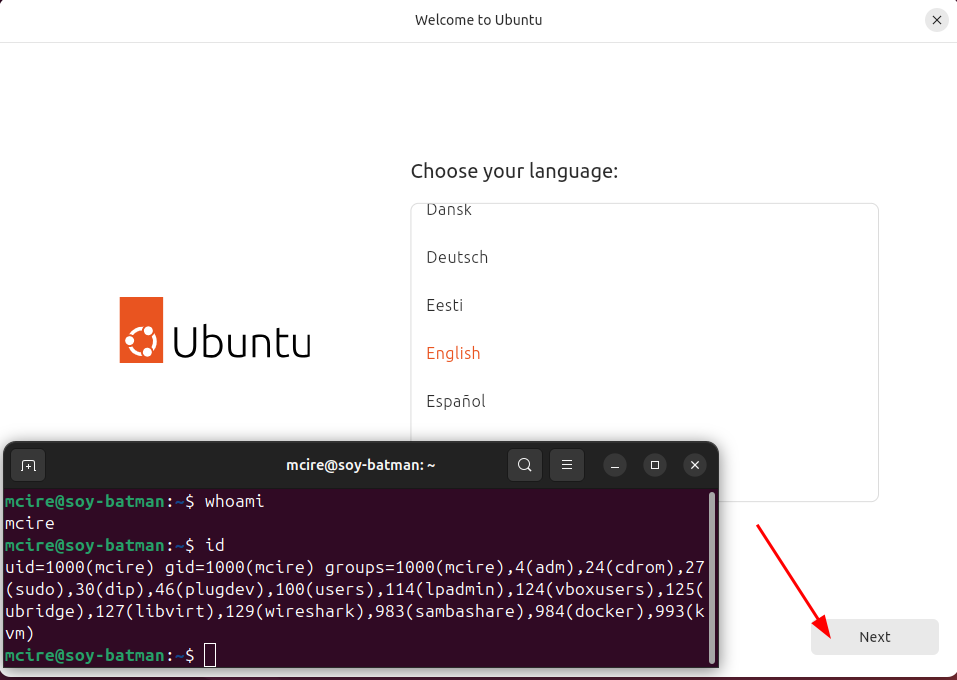 Welcome to Ubuntu
Choose your language:
Dansk
Deutsch
Eesti
English
Español
Ubuntu
mcire@soy-batman: ~
mcire@soy-batman:~$ whoami
mcire
mcire@soy-batman:~$ id
uid=1000(mcire) gid=1000(mcire) groups=1000(mcire),4(adm),24(cdrom),27
(sudo),30(dip),46(plugdev),100(users),114(lpadmin),124(vboxusers),125(
ubridge),127(libvirt),129(wireshark),983(sambashare),984(docker),993(k
vm)
mcire@soy-batman:~$
Next